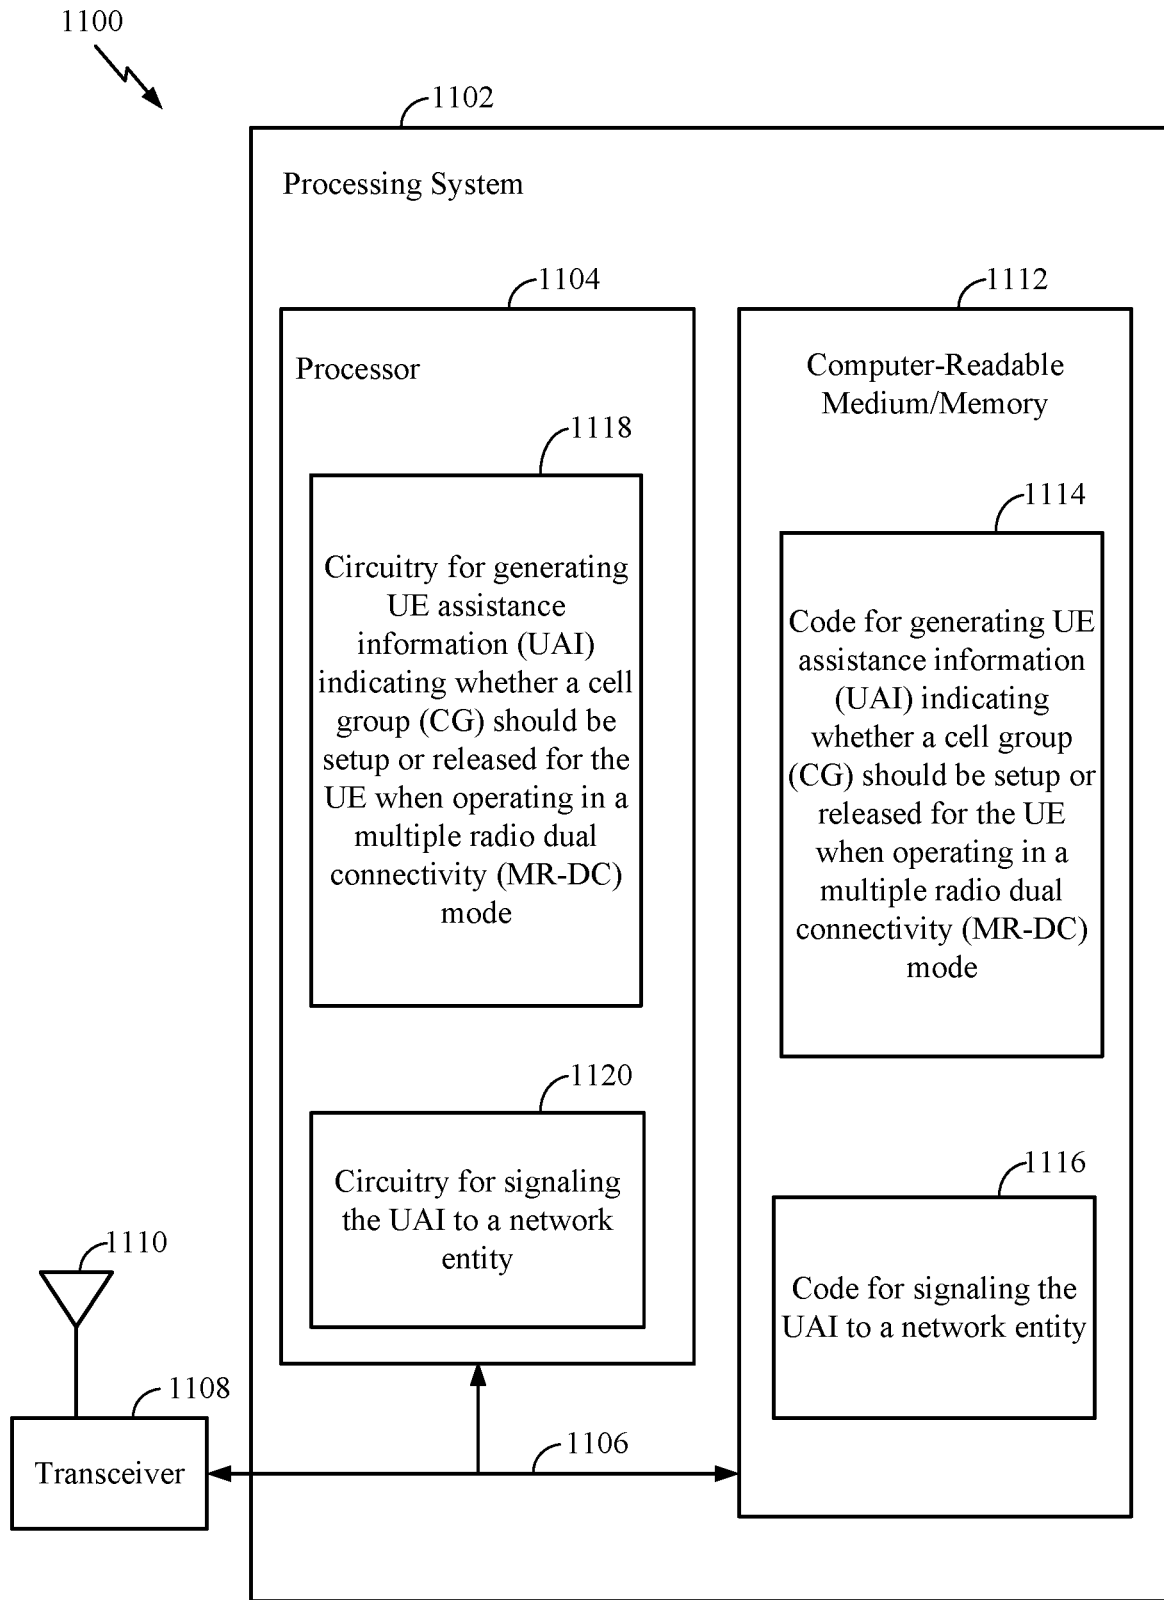 1100
1102
Processing System
1104
Processor
1118
Circuitry for generating
UE assistance
information (UAI)
indicating whether a cell
group (CG) should be
setup or released for the
UE when operating in a
multiple radio dual
connectivity (MR-DC)
mode
1120
Circuitry for signaling
the UAI to a network
entity
1112
Computer-Readable
Medium/Memory
1114
Code for generating UE
assistance information
(UAI) indicating
whether a cell group
(CG) should be setup or
released for the UE
when operating in a
multiple radio dual
connectivity (MR-DC)
mode
1116
Code for signaling the
UAI to a network entity
1110
1108
Transceiver
1106